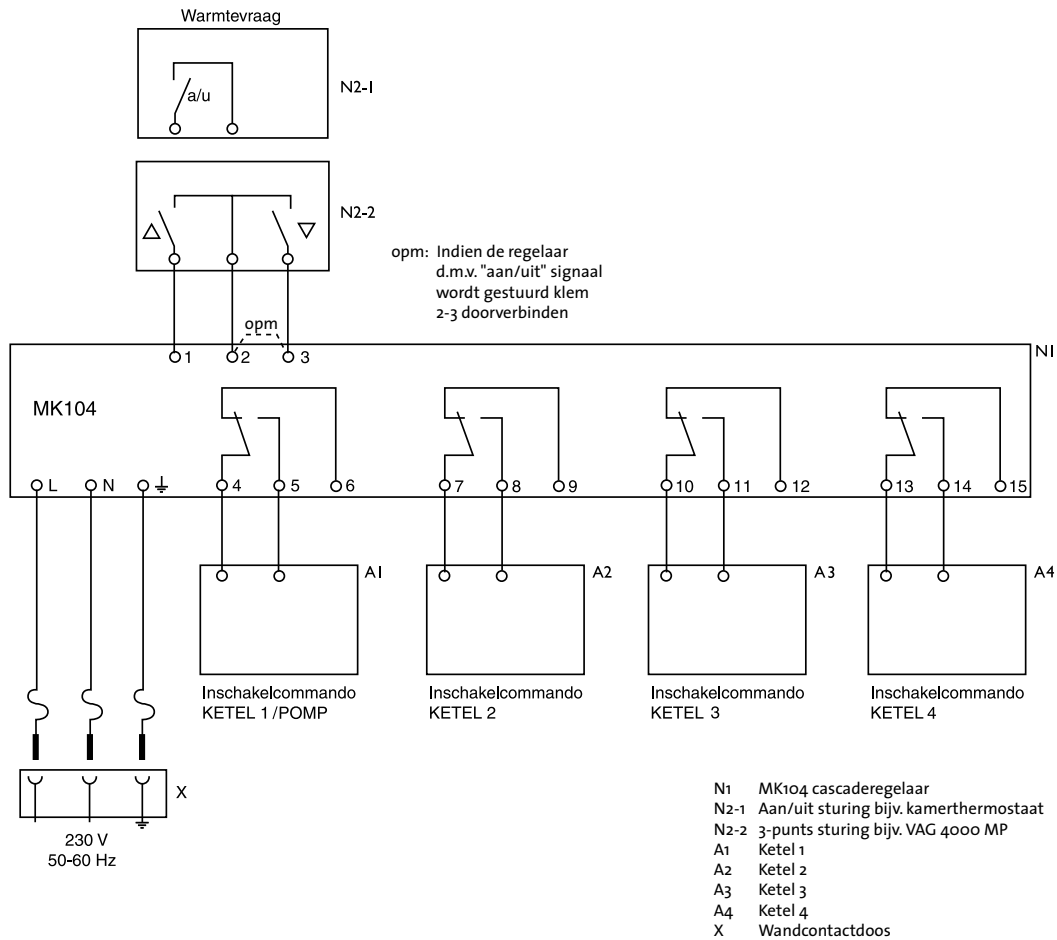 Warmtevraag
a/u
N2-1
N2-2
opm: Indien de regelaar
d.m.v. "aan/uit" signaal
wordt gestuurd klem
2-3 doorverbinden
opm
1 2 3
N1
MK104
L N 4 5 6 7 8 9 10 11 12 13 14 15
A1 A2 A3 A4
Inschakelcommando
KETEL 1 /POMP
Inschakelcommando
KETEL 2
Inschakelcommando
KETEL 3
Inschakelcommando
KETEL 4
X
230 V
50-60 Hz
N1 MK104 cascaderegelaar
N2-1 Aan/uit sturing bijv. kamerthermostaat
N2-2 3-punts sturing bijv. VAG 4000 MP
A1 Ketel 1
A2 Ketel 2
A3 Ketel 3
A4 Ketel 4
X Wandcontactdoos